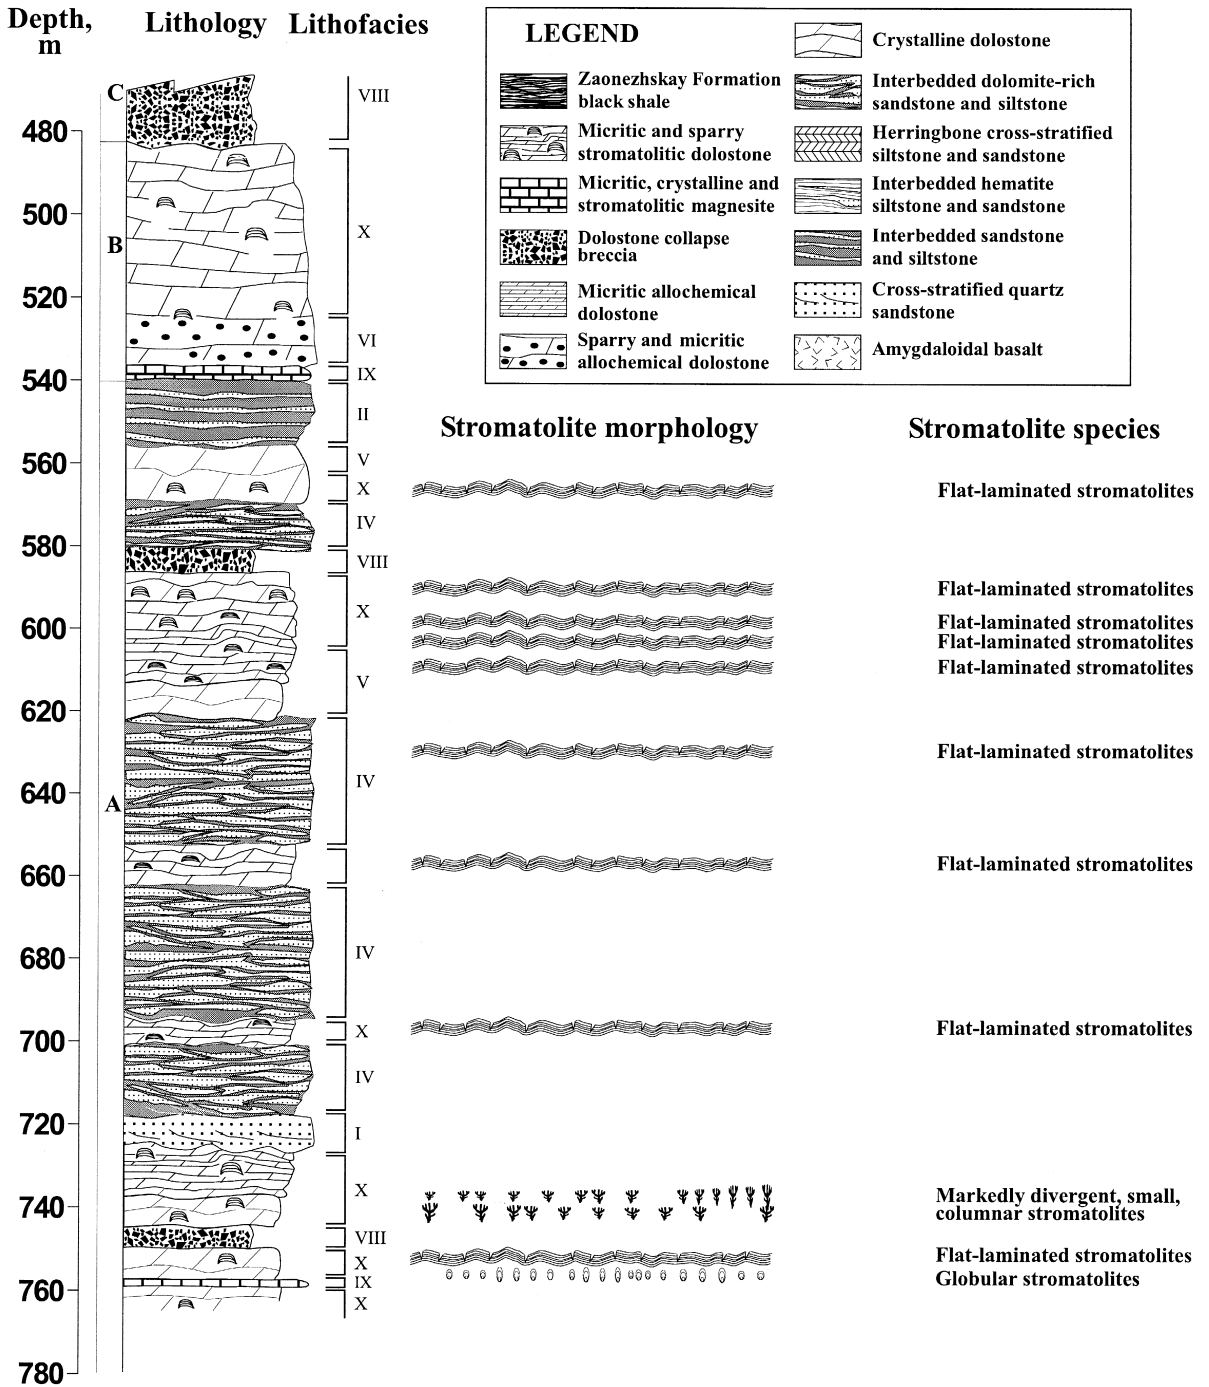 Depth, m
Lithology
Lithofacies
LEGEND
Zaonezhskay Formation
black shale
Micritic and sparry
stromatolitic dolostone
Micritic, crystalline and
stromatolitic magnesite
Dolostone collapse
breccia
Micritic allochemical
dolostone
Sparry and micritic
allochemical dolostone
Crystalline dolostone
Interbedded dolomite-rich
sandstone and siltstone
Herringbone cross-stratified
siltstone and sandstone
Interbedded hematite
siltstone and sandstone
Interbedded sandstone
and siltstone
Cross-stratified quartz
sandstone
Amygdaloidal basalt
480
500
520
540
560
580
600
620
640
660
680
700
720
740
760
780
C
B
A
VIII
X
VI
IX
II
V
X
IV
VIII
X
V
IV
IV
X
IV
I
X
VIII
X
IX
X
Stromatolite morphology
Stromatolite species
Flat-laminated stromatolites
Flat-laminated stromatolites
Flat-laminated stromatolites
Flat-laminated stromatolites
Flat-laminated stromatolites
Flat-laminated stromatolites
Flat-laminated stromatolites
Flat-laminated stromatolites
Markedly divergent, small,
columnar stromatolites
Flat-laminated stromatolites
Globular stromatolites